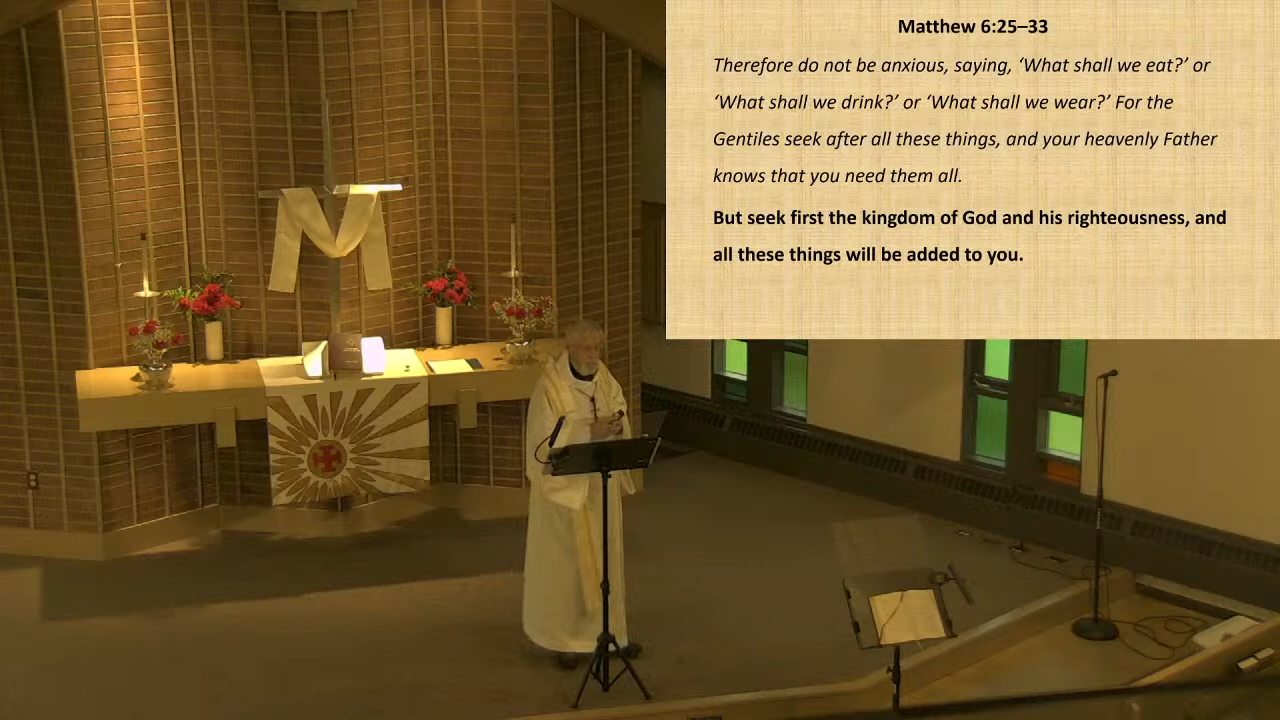 Matthew 6:25–33
Therefore do not be anxious, saying, ‘What shall we eat?’ or
‘What shall we drink?’ or ‘What shall we wear?’ For the
Gentiles seek after all these things, and your heavenly Father
knows that you need them all.
But seek first the kingdom of God and his righteousness, and
all these things will be added to you.